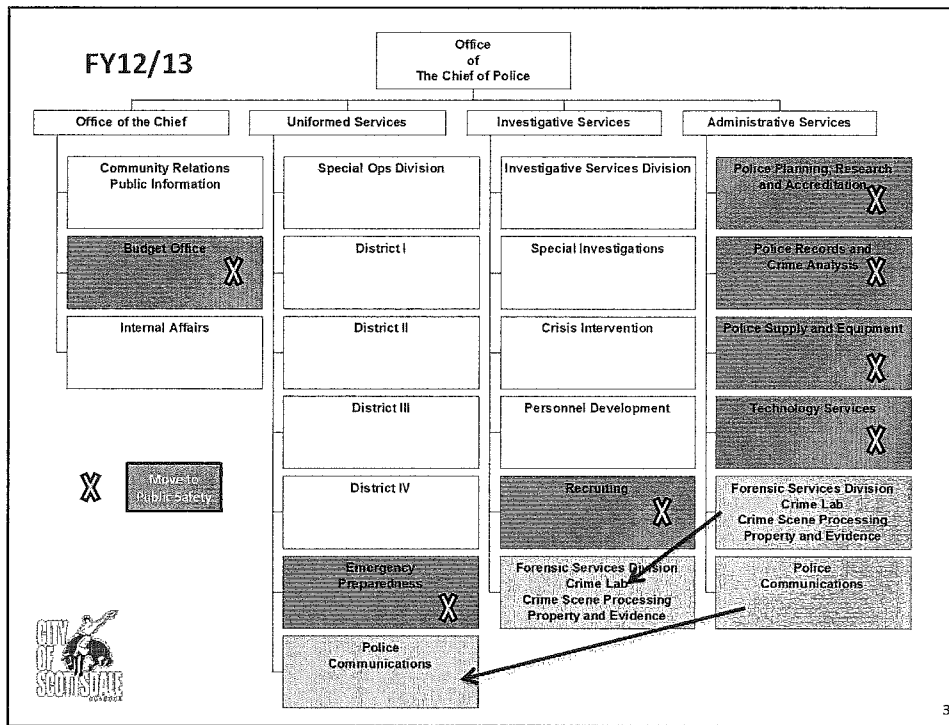 FY12/13
Office
of
The Chief of Police
Office of the Chief
Uniformed Services
Investigative Services
Administrative Services
Community Relations
Public Information
Budget Office
X
Internal Affairs
Special Ops Division
District I
District II
District III
District IV
Emergency
Preparedness
X
Police
Communications
Investigative Services Division
Special Investigations
Crisis Intervention
Personnel Development
Recruiting
X
Forensic Services Division
Crime Lab
Crime Scene Processing
Property and Evidence
Police Planning, Research
and Accreditation
X
Police Records and
Crime Analysis
X
Police Supply and Equipment
X
Technology Services
X
Forensic Services Division
Crime Lab
Crime Scene Processing
Property and Evidence
Police
Communications
X
Move to
Public Safety
CITY
OF
SCOTTSDALE
3